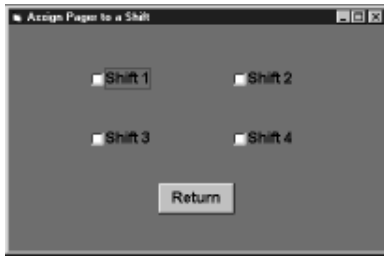 Assign Pager to a Shift
Shift 1 Shift 2
Shift 3 Shift 4
Return